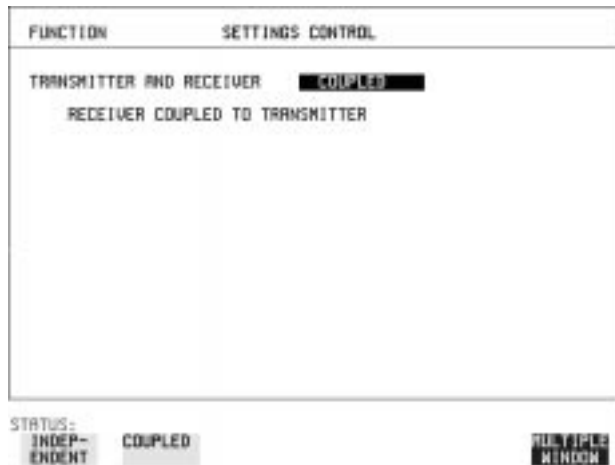 FUNCTION SETTINGS CONTROL
TRANSMITTER AND RECEIVER COUPLED
RECEIVER COUPLED TO TRANSMITTER
STATUS:
INDEP- COUPLED MULTIPLE
ENDENT WINDOW